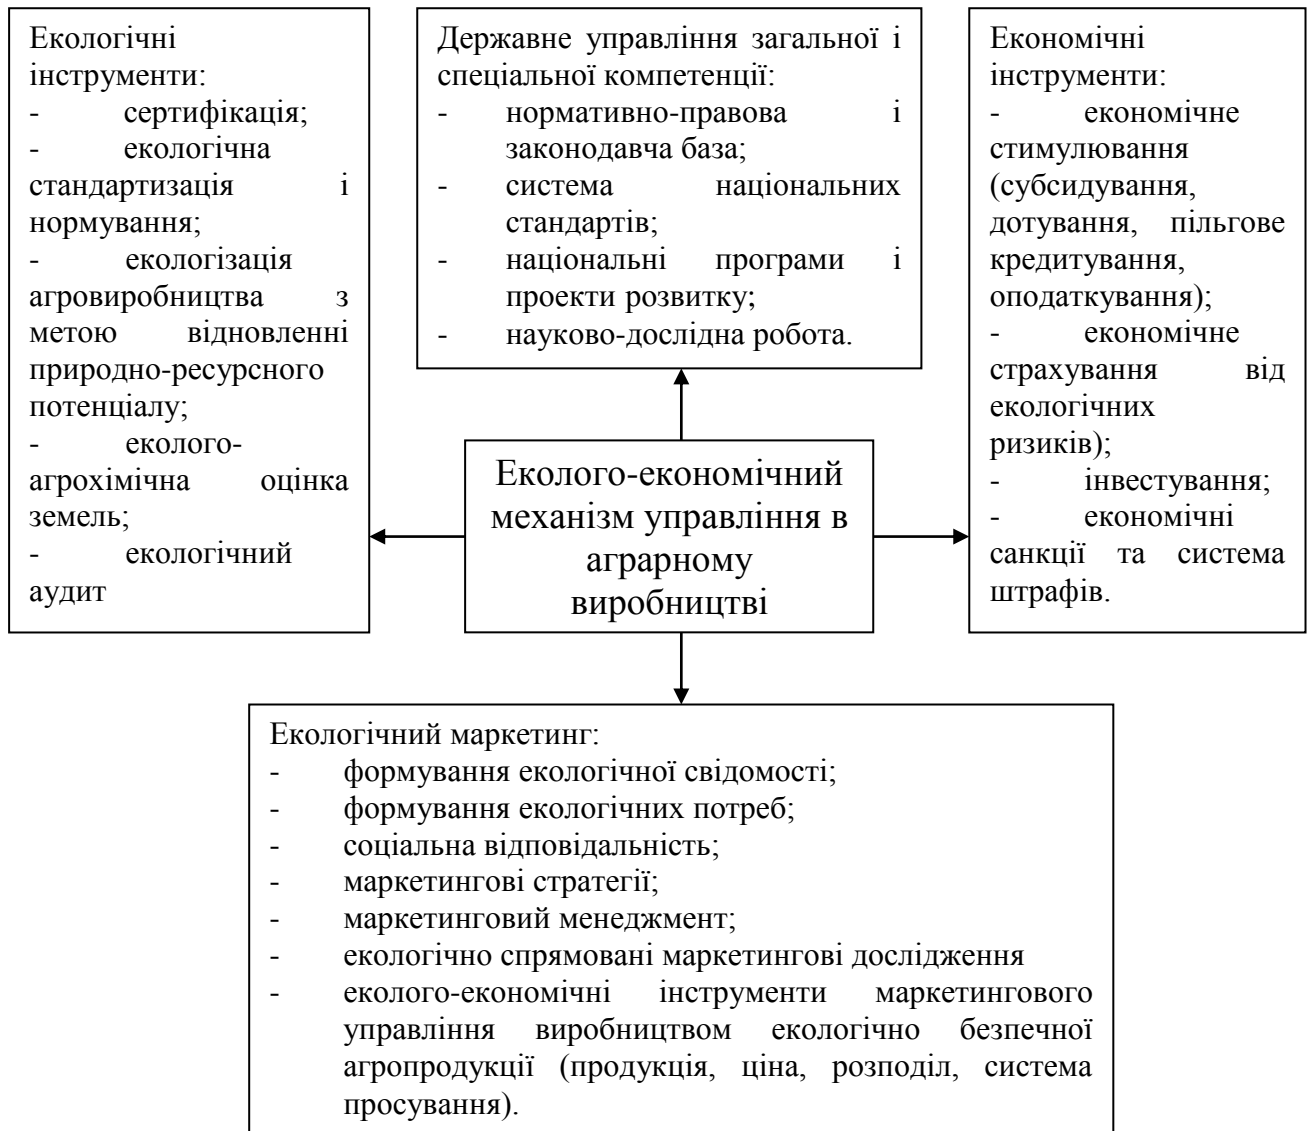 Екологічні
інструменти:
- сертифікація;
- екологічна
стандартизація і
нормування;
- екологізація
агровиробництва з
метою відновленні
природно-ресурсного
потенціалу;
- еколого-
агрохімічна оцінка
земель;
- екологічний
аудит
Державне управління загальної і
спеціальної компетенції:
- нормативно-правова і
законодавча база;
- система національних
стандартів;
- національні програми і
проекти розвитку;
- науково-дослідна робота.
Економічні
інструменти:
- економічне
стимулювання
(субсидування,
дотування, пільгове
кредитування,
оподаткування);
- економічне
страхування від
екологічних
ризиків);
- інвестування;
- економічні
санкції та система
штрафів.
Еколого-економічний
механізм управління в
аграрному
виробництві
Екологічний маркетинг:
- формування екологічної свідомості;
- формування екологічних потреб;
- соціальна відповідальність;
- маркетингові стратегії;
- маркетинговий менеджмент;
- екологічно спрямовані маркетингові дослідження
- еколого-економічні інструменти маркетингового
управління виробництвом екологічно безпечної
агропродукції (продукція, ціна, розподіл, система
просування).